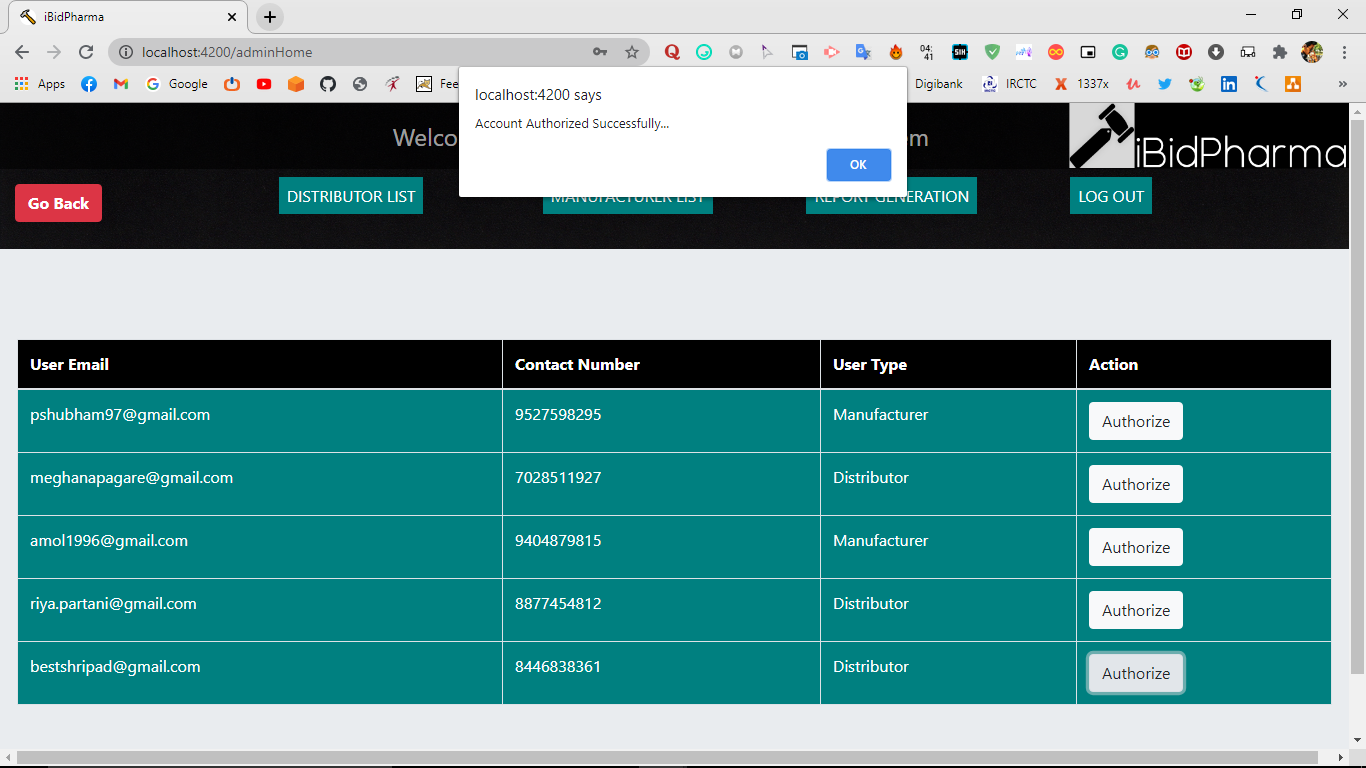 iBidPharma
localhost:4200/adminHome
04:
41
SIH
Apps
Google
Fee
Digibank
IRCTC
1337x
localhost:4200 says
Account Authorized Successfully...
OK
Welco
m
iBidPharma
Go Back
DISTRIBUTOR LIST
MANUFACTURER LIST
REPORT GENERATION
LOG OUT
User Email Contact Number User Type Action
pshubham97@gmail.com 9527598295 Manufacturer Authorize
meghanapagare@gmail.com 7028511927 Distributor Authorize
amol1996@gmail.com 9404879815 Manufacturer Authorize
riya.partani@gmail.com 8877454812 Distributor Authorize
bestshripad@gmail.com 8446838361 Distributor Authorize